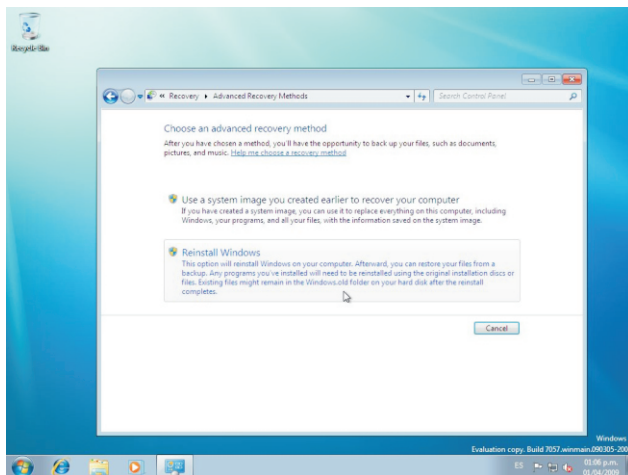 Recycle Bin
« Recovery ▸ Advanced Recovery Methods
Search Control Panel
Choose an advanced recovery method
After you have chosen a method, you'll have the opportunity to back up your files, such as documents,
pictures, and music. Help me choose a recovery method
Use a system image you created earlier to recover your computer
If you have created a system image, you can use it to replace everything on this computer, including
Windows, your programs, and all your files, with the information saved on the system image.
Reinstall Windows
This option will reinstall Windows on your computer. Afterward, you can restore your files from a
backup. Any programs you've installed will need to be reinstalled using the original installation discs or
files. Existing files might remain in the Windows.old folder on your hard disk after the reinstall
completes.
Cancel
Windows
Evaluation copy. Build 7057.winmain.090305-200
ES
01:06 p.m.
01/04/2009